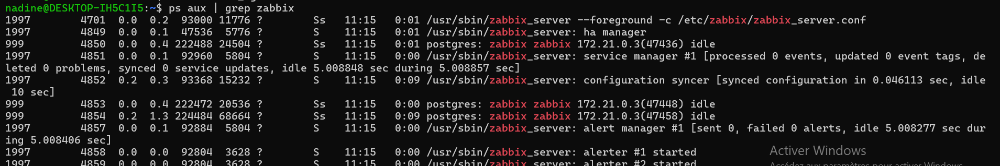 nadine@DESKTOP-IH5C1I5:~$ ps aux | grep zabbix
1997        4701  0.0  0.2  93000 11776 ?        Ss   11:15   0:01 /usr/sbin/zabbix_server --foreground -c /etc/zabbix/zabbix_server.conf
1997        4849  0.0  0.1  47536  5776 ?        S    11:15   0:01 /usr/sbin/zabbix_server: ha manager
999         4850  0.0  0.4 222488 24504 ?        Ss   11:15   0:01 postgres: zabbix zabbix 172.21.0.3(47436) idle
1997        4851  0.0  0.1  92960  5804 ?        S    11:15   0:00 /usr/sbin/zabbix_server: service manager #1 [processed 0 events, updated 0 event tags, de
leted 0 problems, synced 0 service updates, idle 5.008848 sec during 5.008857 sec]
1997        4852  0.2  0.3  93368 15232 ?        S    11:15   0:09 /usr/sbin/zabbix_server: configuration syncer [synced configuration in 0.046113 sec, idle
 10 sec]
999         4853  0.0  0.4 222472 20536 ?        Ss   11:15   0:00 postgres: zabbix zabbix 172.21.0.3(47448) idle
999         4854  0.2  1.3 224484 68664 ?        Ss   11:15   0:09 postgres: zabbix zabbix 172.21.0.3(47458) idle
1997        4857  0.0  0.1  92884  5804 ?        S    11:15   0:00 /usr/sbin/zabbix_server: alert manager #1 [sent 0, failed 0 alerts, idle 5.008277 sec dur
ing 5.008406 sec]
1997        4858  0.0  0.0  92804  3628 ?        S    11:15   0:00 /usr/sbin/zabbix_server: alerter #1 started
Activer Windows
1997        4859  0.0  0.0  92804  3628 ?        S    11:15   0:00 /usr/sbin/zabbix_server: alerter #2 started
Accédez aux paramètres pour activer Windows